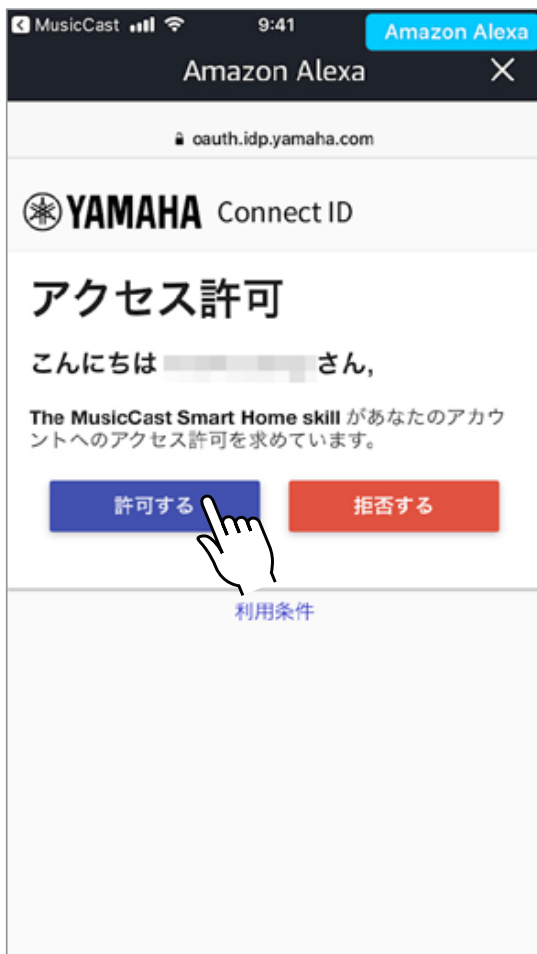 MusicCast 9:41 Amazon Alexa
Amazon Alexa
oauth.idp.yamaha.com
YAMAHA Connect ID
アクセス許可
こんにちは さん,
The MusicCast Smart Home skill があなたのアカウ
ントへのアクセス許可を求めています。
許可する 拒否する
利用条件